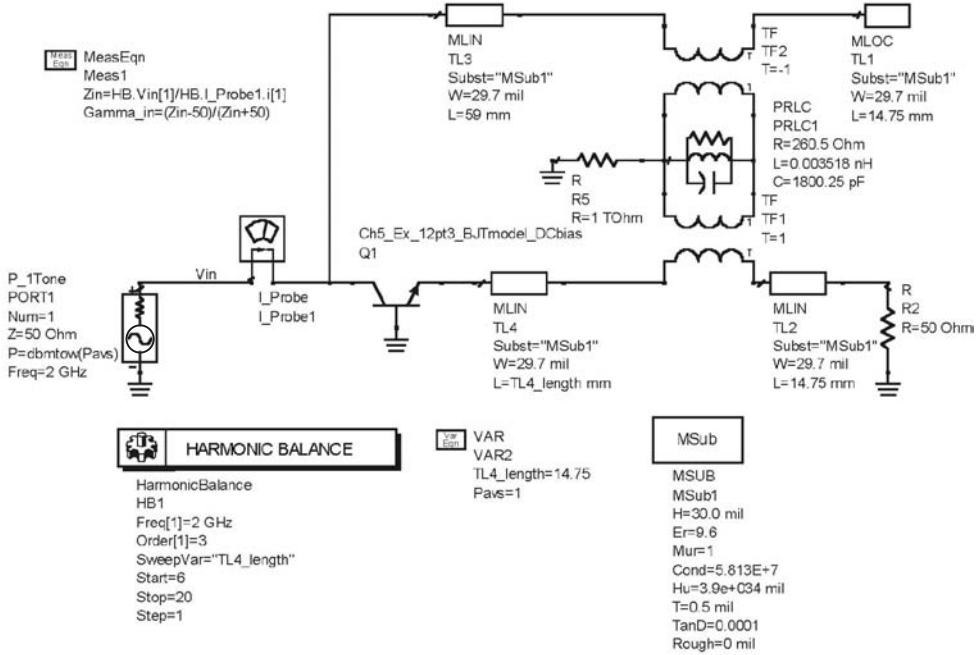 Meas Eqn
MeasEqn
Meas1
Zin=HB.Vin[1]/HB.I_Probe1.i[1]
Gamma_in=(Zin-50)/(Zin+50)
MLIN
TL3
Subst="MSub1"
W=29.7 mil
L=59 mm
TF
TF2
T=-1
T
MLOC
TL1
Subst="MSub1"
W=29.7 mil
L=14.75 mm
T
PRLC
PRLC1
R=260.5 Ohm
L=0.003518 nH
C=1800.25 pF
R
R5
R=1 TOhm
T
TF
TF1
T=1
T
Ch5_Ex_12pt3_BJTmodel_DCbias
Q1
P_1Tone
PORT1
Num=1
Z=50 Ohm
P=dbmtow(Pavs)
Freq=2 GHz
Vin
I_Probe
I_Probe1
MLIN
TL4
Subst="MSub1"
W=29.7 mil
L=TL4_length mm
MLIN
TL2
Subst="MSub1"
W=29.7 mil
L=14.75 mm
R
R2
R=50 Ohm
HARMONIC BALANCE
HarmonicBalance
HB1
Freq[1]=2 GHz
Order[1]=3
SweepVar="TL4_length"
Start=6
Stop=20
Step=1
Var Eqn
VAR
VAR2
TL4_length=14.75
Pavs=1
MSub
MSUB
MSub1
H=30.0 mil
Er=9.6
Mur=1
Cond=5.813E+7
Hu=3.9e+034 mil
T=0.5 mil
TanD=0.0001
Rough=0 mil